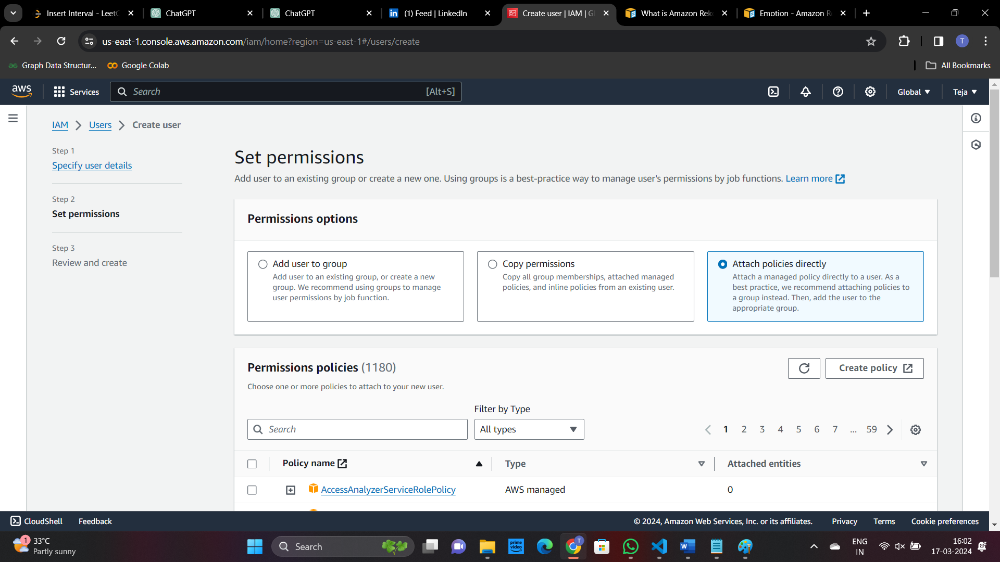 Insert Interval - Leet
ChatGPT
ChatGPT
(1) Feed | LinkedIn
Create user | IAM | Gl
What is Amazon Rek
Emotion - Amazon R
us-east-1.console.aws.amazon.com/iam/home?region=us-east-1#/users/create
T
Graph Data Structur...
Google Colab
All Bookmarks
aws
Services
Search
[Alt+S]
Global
Teja
IAM
Users
Create user
Step 1
Specify user details
Step 2
Set permissions
Step 3
Review and create
Set permissions
Add user to an existing group or create a new one. Using groups is a best-practice way to manage user's permissions by job functions. Learn more
Permissions options
Add user to group
Add user to an existing group, or create a new
group. We recommend using groups to manage
user permissions by job function.
Copy permissions
Copy all group memberships, attached managed
policies, and inline policies from an existing user.
Attach policies directly
Attach a managed policy directly to a user. As a
best practice, we recommend attaching policies to
a group instead. Then, add the user to the
appropriate group.
Permissions policies (1180)
Create policy
Choose one or more policies to attach to your new user.
Filter by Type
Search
All types
1 2 3 4 5 6 7 ... 59
Policy name
Type
Attached entities
AccessAnalyzerServiceRolePolicy
AWS managed
0
CloudShell
Feedback
© 2024, Amazon Web Services, Inc. or its affiliates.
Privacy
Terms
Cookie preferences
1
33°C
Partly sunny
Search
prime
video
T
W
ENG
IN
16:02
17-03-2024